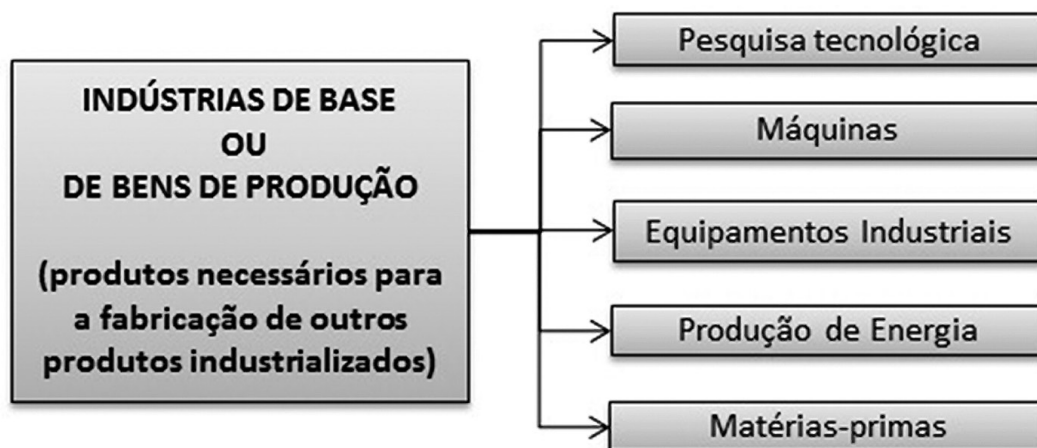 INDÚSTRIAS DE BASE
OU
DE BENS DE PRODUÇÃO
(produtos necessários para
a fabricação de outros
produtos industrializados)
Pesquisa tecnológica
Máquinas
Equipamentos Industriais
Produção de Energia
Matérias-primas